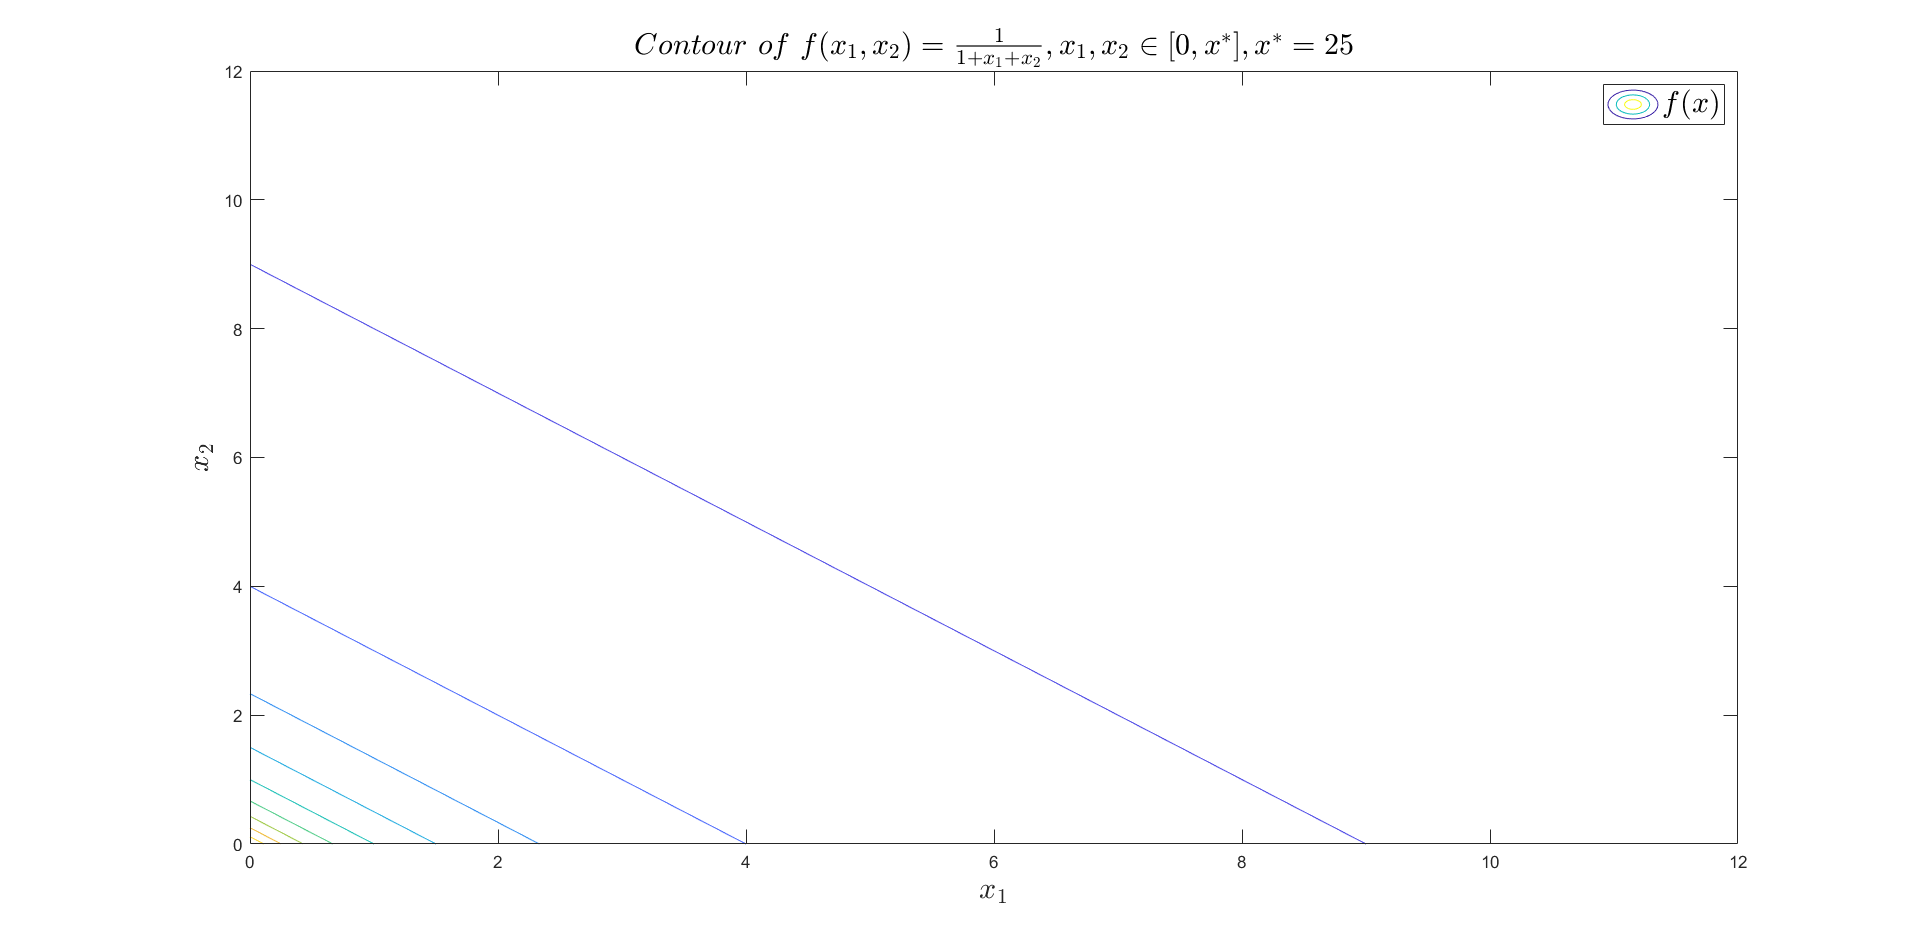 Contour of f(x₁, x₂) = 1/(1+x₁+x₂), x₁, x₂ ∈ [0, x*], x* = 25
f(x)
12
10
8
6
4
2
0
x₂
0 2 4 6 8 10 12
x₁